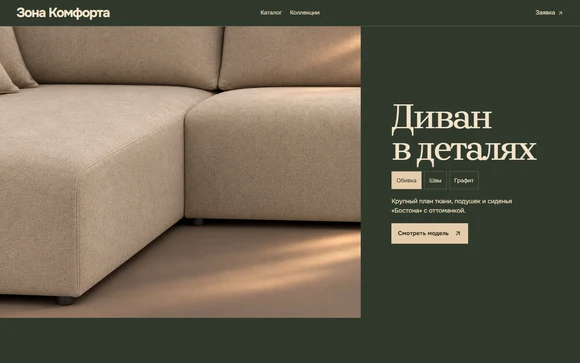 Зона Комфорта
Каталог
Коллекции
Заявка
Диван
в деталях
Обивка
Швы
Графит
Крупный план ткани, подушек и сиденья
«Бостона» с оттоманкой.
Смотреть модель